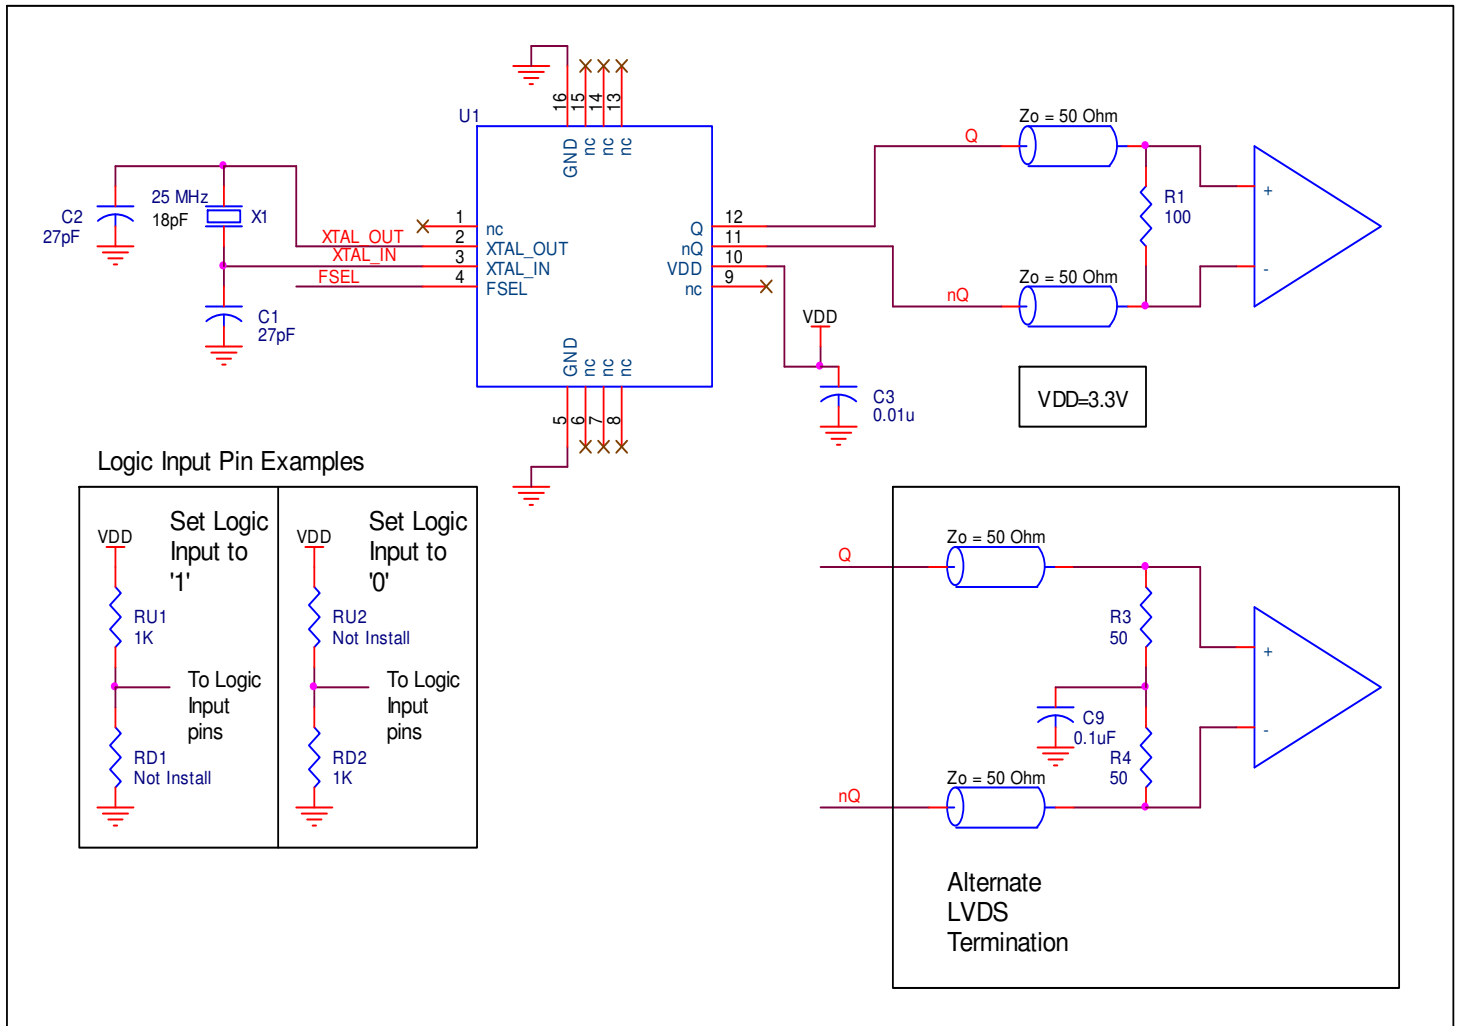 U1
16
15
14
13
GND
nc
nc
nc
1
nc
2
XTAL_OUT
3
XTAL_IN
4
FSEL
XTAL_OUT
XTAL_IN
FSEL
12
Q
11
nQ
10
VDD
9
nc
GND
nc
nc
nc
5
6
7
8
C2
27pF
25 MHz
18pF
X1
C1
27pF
Q
Zo = 50 Ohm
R1
100
+
-
nQ
Zo = 50 Ohm
VDD
C3
0.01u
VDD=3.3V
Logic Input Pin Examples
VDD
Set Logic
Input to
'1'
RU1
1K
To Logic
Input
pins
RD1
Not Install
VDD
Set Logic
Input to
'0'
RU2
Not Install
To Logic
Input
pins
RD2
1K
Q
Zo = 50 Ohm
R3
50
+
-
C9
0.1uF
R4
50
nQ
Zo = 50 Ohm
Alternate
LVDS
Termination